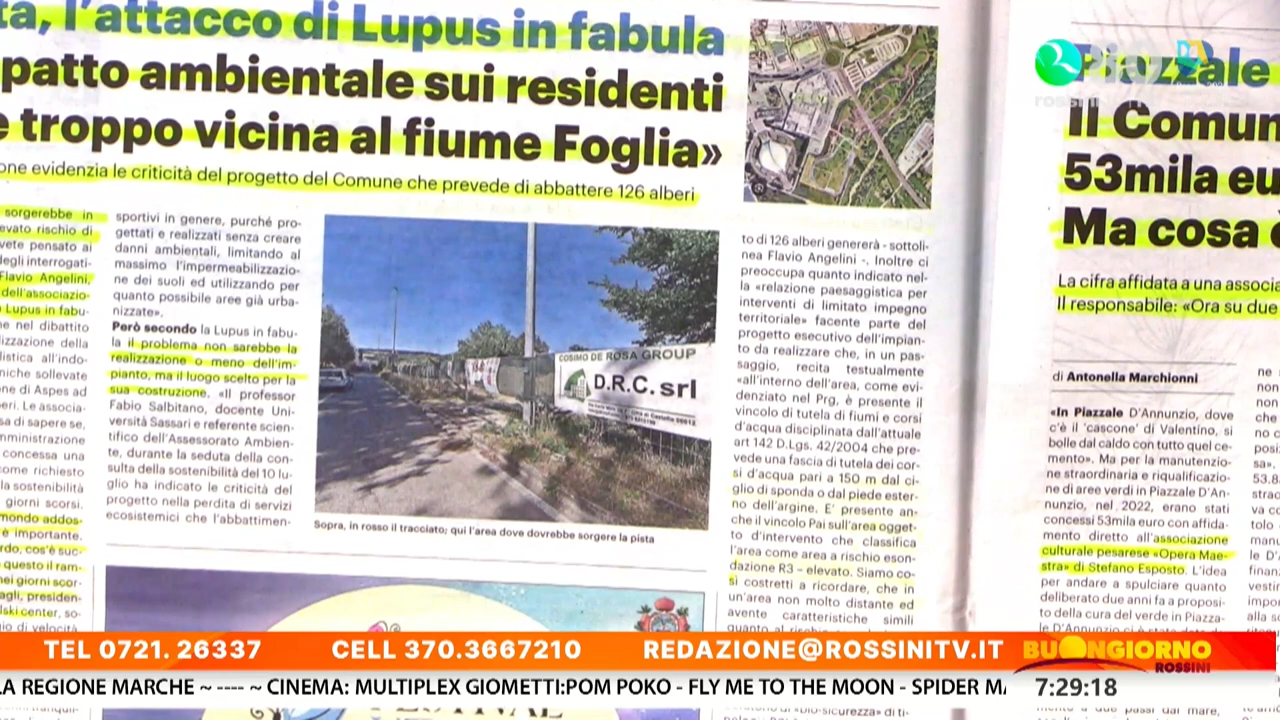 ta, l'attacco di Lupus in fabula
patto ambientale sui residenti
e troppo vicina al fiume Foglia»
one evidenzia le criticità del progetto del Comune che prevede di abbattere 126 alberi
sorgerebbe in
evato rischio di
vete pensato ai
degli interrogati-
Flavio Angelini,
dell'associazio-
Lupus in fabu-
e nel dibattito
lizzazione della
listica all'indo-
niche sollevate
one di Aspes ad
eri. Le associa-
sa di sapere se,
mministrazione
concessa una
come richiesto
la sostenibilità
giorni scorsi.
mondo addos-
è importante.
rdo, cos'è suc-
questo il ram-
nei giorni scor-
agli, presiden-
lski center, so-
gio di velocità
sportivi in genere, purché pro-
gettati e realizzati senza creare
danni ambientali, limitando al
massimo l'impermeabilizzazio-
ne dei suoli ed utilizzando per
quanto possibile aree già urba-
nizzate».
Però secondo la Lupus in fabu-
la il problema non sarebbe la
realizzazione o meno dell'im-
pianto, ma il luogo scelto per la
sua costruzione. «Il professor
Fabio Salbitano, docente Uni-
versità Sassari e referente scien-
tifico dell'Assessorato Ambien-
te, durante la seduta della con-
sulta della sostenibilità del 10 lu-
glio ha indicato le criticità del
progetto nella perdita di servizi
ecosistemici che l'abbattimen-
COSIMO DE ROSA GROUP
D.R.C. srl
Sopra, in rosso il tracciato; qui l'area dove dovrebbe sorgere la pista
to di 126 alberi genererà - sottoli-
nea Flavio Angelini -. Inoltre ci
preoccupa quanto indicato nel-
la «relazione paesaggistica per
interventi di limitato impegno
territoriale» facente parte del
progetto esecutivo dell'impian-
to da realizzare che, in un pas-
saggio, recita testualmente
«all'interno dell'area, come evi-
denziato nel Prg, è presente il
vincolo di tutela di fiumi e corsi
d'acqua disciplinata dall'attuale
art 142 D.Lgs. 42/2004 che pre-
vede una fascia di tutela dei cor-
si d'acqua pari a 150 m dal ci-
glio di sponda o dal piede ester-
no dell'argine. E' presente an-
che il vincolo Pai sull'area ogget-
to d'intervento che classifica
l'area come area a rischio eson-
dazione R3 – elevato. Siamo co-
sì costretti a ricordare, che in
un'area non molto distante ed
avente caratteristiche simili
Piazzale
Il Comun
53mila eu
Ma cosa è
La cifra affidata a una associa
Il responsabile: «Ora su due
di Antonella Marchionni
«In Piazzale D'Annunzio, dove
c'è il 'cascone' di Valentino, si
bolle dal caldo con tutto quel ce-
mento». Ma per la manutenzio-
ne straordinaria e riqualificazio-
ne di aree verdi in Piazzale D'An-
nunzio, nel 2022, erano stati
concessi 53mila euro con affida-
mento diretto all'associazione
culturale pesarese «Opera Mae-
stra» di Stefano Esposto. L'idea
per andare a spulciare quanto
deliberato due anni fa a proposi-
to della cura del verde in Piazza-
TEL 0721. 26337 CELL 370.3667210 REDAZIONE@ROSSINITV.IT
BUONGIORNO
ROSSINI
LA REGIONE MARCHE ~ ---- ~ CINEMA: MULTIPLEX GIOMETTI:POM POKO - FLY ME TO THE MOON - SPIDER MA
7:29:18